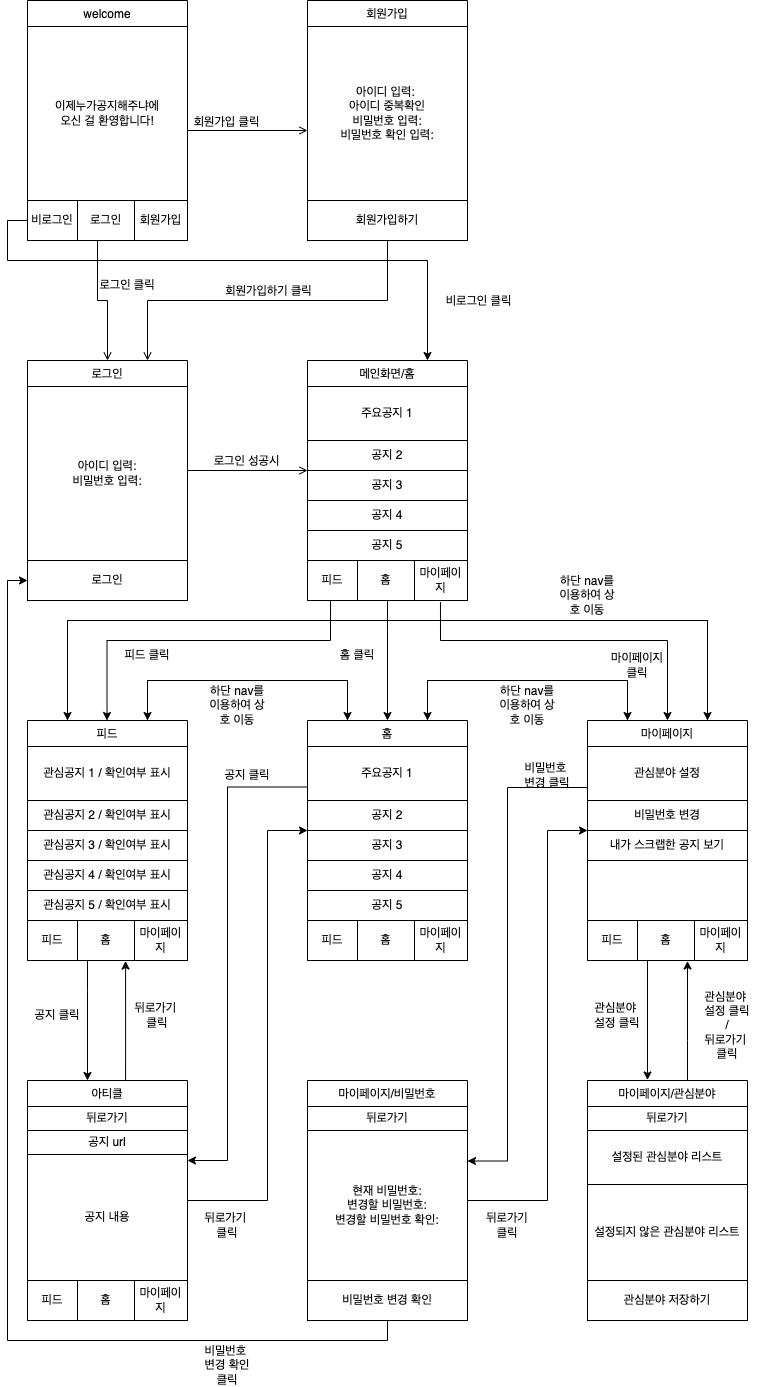 welcome
이제누가공지해주냐에
오신 걸 환영합니다!
비로그인
로그인
회원가입
회원가입 클릭
회원가입
아이디 입력:
아이디 중복확인
비밀번호 입력:
비밀번호 확인 입력:
회원가입하기
로그인 클릭
회원가입하기 클릭
비로그인 클릭
로그인
아이디 입력:
비밀번호 입력:
로그인
로그인 성공시
메인화면/홈
주요공지 1
공지 2
공지 3
공지 4
공지 5
피드
홈
마이페이
지
하단 nav를
이용하여 상
호 이동
피드 클릭
홈 클릭
마이페이지
클릭
하단 nav를
이용하여 상
호 이동
하단 nav를
이용하여 상
호 이동
피드
관심공지 1 / 확인여부 표시
관심공지 2 / 확인여부 표시
관심공지 3 / 확인여부 표시
관심공지 4 / 확인여부 표시
관심공지 5 / 확인여부 표시
피드
홈
마이페이
지
공지 클릭
홈
주요공지 1
공지 2
공지 3
공지 4
공지 5
피드
홈
마이페이
지
비밀번호
변경 클릭
마이페이지
관심분야 설정
비밀번호 변경
내가 스크랩한 공지 보기
피드
홈
마이페이
지
공지 클릭
뒤로가기
클릭
관심분야
설정 클릭
관심분야
설정 클릭
/
뒤로가기
클릭
아티클
뒤로가기
공지 url
공지 내용
피드
홈
마이페이
지
뒤로가기
클릭
마이페이지/비밀번호
뒤로가기
현재 비밀번호:
변경할 비밀번호:
변경할 비밀번호 확인:
비밀번호 변경 확인
뒤로가기
클릭
마이페이지/관심분야
뒤로가기
설정된 관심분야 리스트
설정되지 않은 관심분야 리스트
관심분야 저장하기
비밀번호
변경 확인
클릭